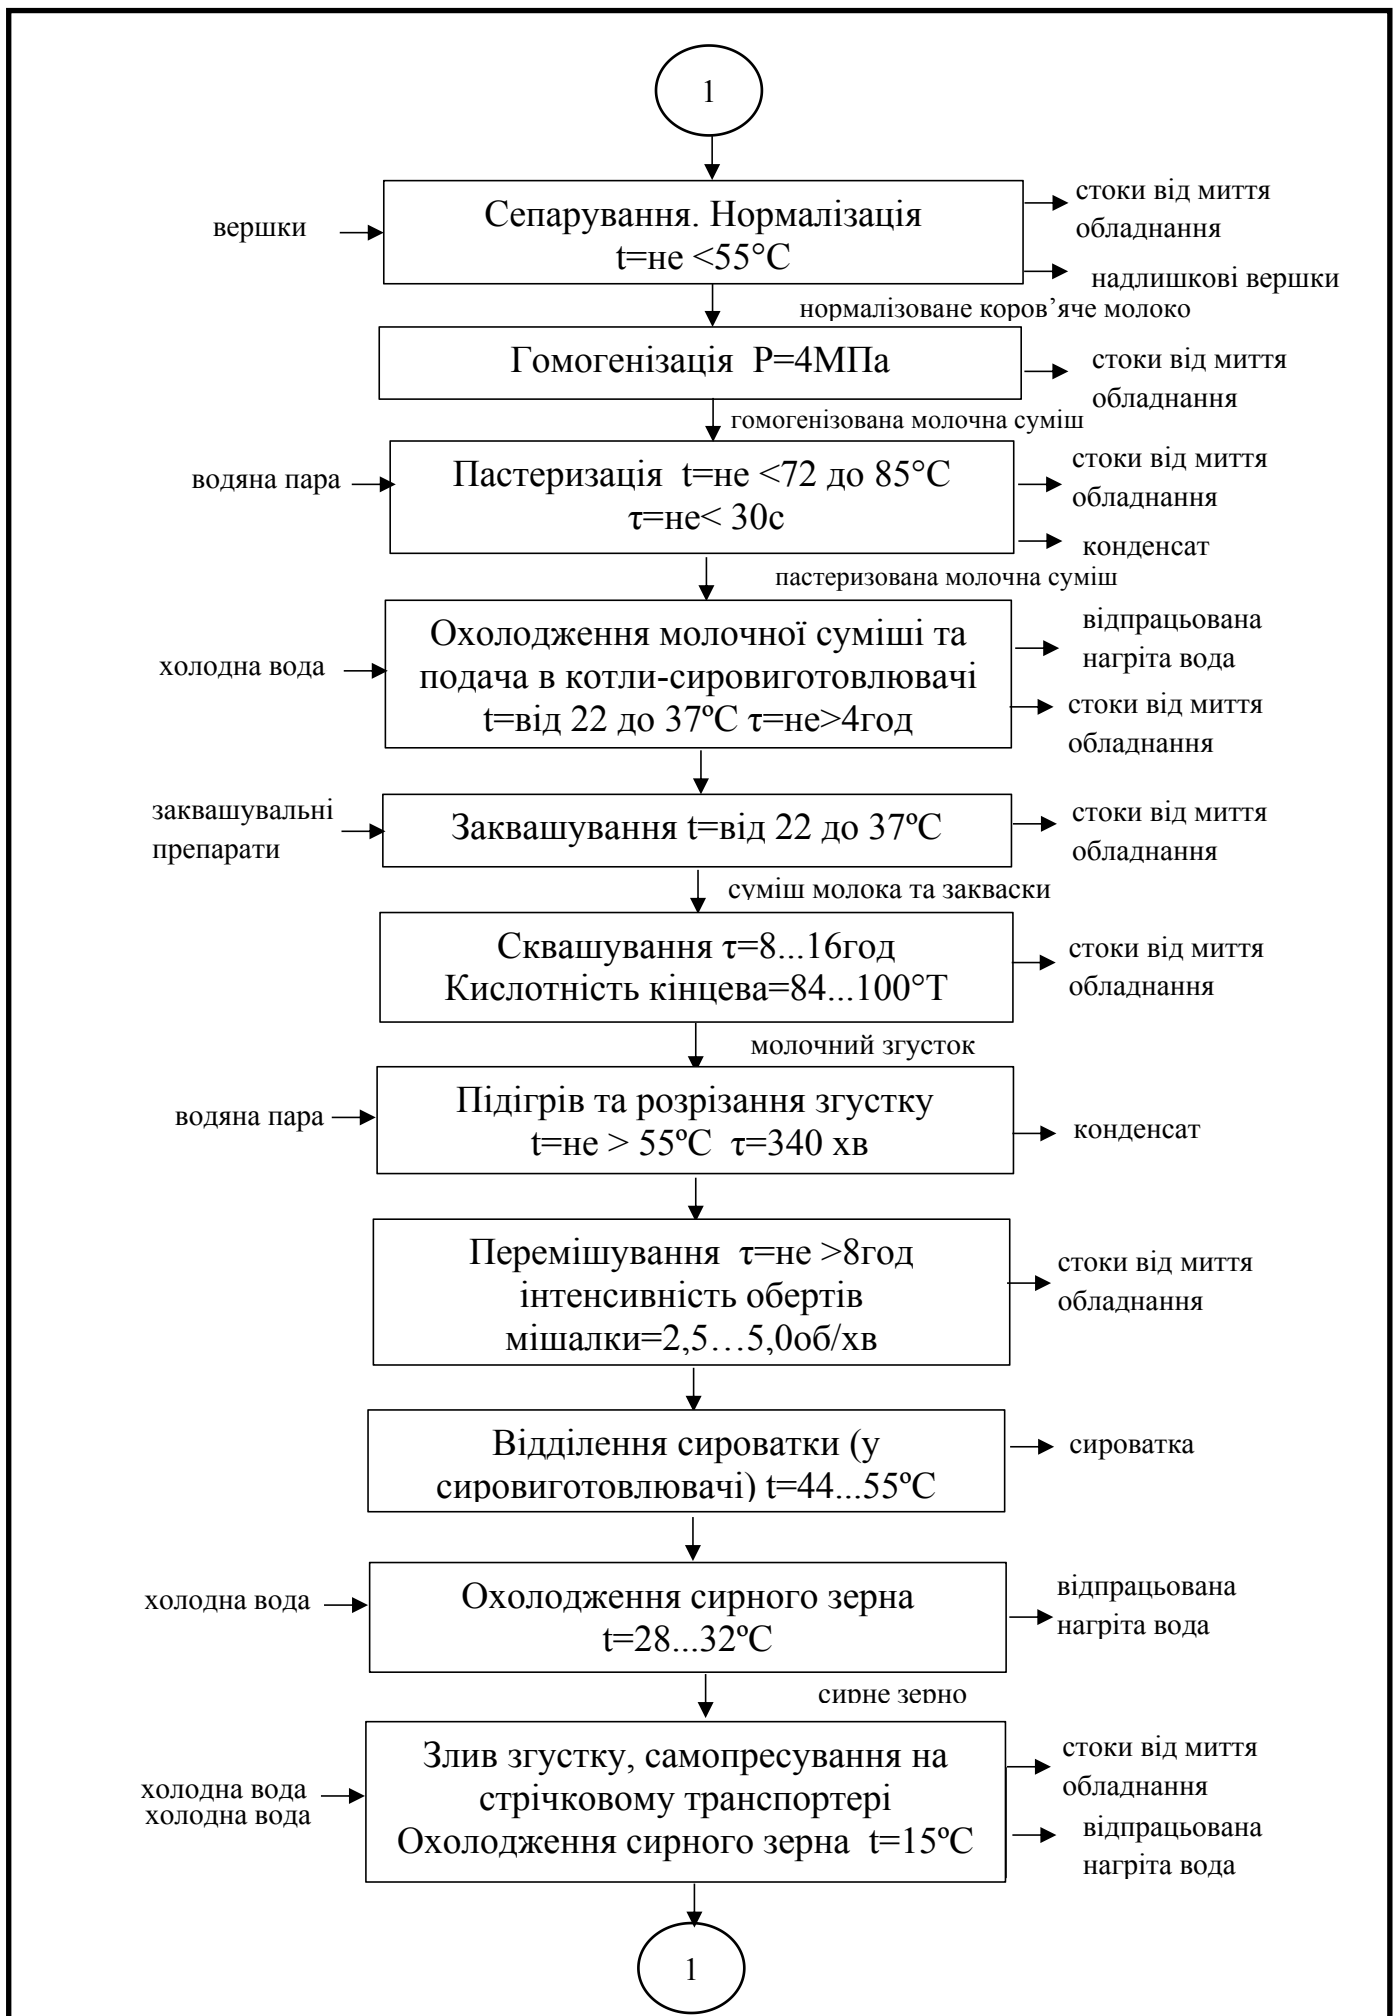 1
вершки
Сепарування. Нормалізація
t=не <55°С
стоки від миття
обладнання
надлишкові вершки
нормалізоване коров’яче молоко
Гомогенізація  Р=4МПа
стоки від миття
обладнання
гомогенізована молочна суміш
водяна пара
Пастеризація  t=не <72 до 85°С
τ=не< 30с
стоки від миття
обладнання
конденсат
пастеризована молочна суміш
холодна вода
Охолодження молочної суміші та
подача в котли-сировиготовлювачі
t=від 22 до 37ºС τ=не>4год
відпрацьована
нагріта вода
стоки від миття
обладнання
заквашувальні
препарати
Заквашування t=від 22 до 37ºС
стоки від миття
обладнання
суміш молока та закваски
Сквашування τ=8...16год
Кислотність кінцева=84...100°Т
стоки від миття
обладнання
молочний згусток
водяна пара
Підігрів та розрізання згустку
t=не > 55ºС  τ=340 хв
конденсат
Перемішування  τ=не >8год
інтенсивність обертів
мішалки=2,5…5,0об/хв
стоки від миття
обладнання
Відділення сироватки (у
сировиготовлювачі) t=44...55ºС
сироватка
холодна вода
Охолодження сирного зерна
t=28...32ºС
відпрацьована
нагріта вода
сирне зерно
холодна вода
холодна вода
Злив згустку, самопресування на
стрічковому транспортері
Охолодження сирного зерна  t=15ºС
стоки від миття
обладнання
відпрацьована
нагріта вода
1